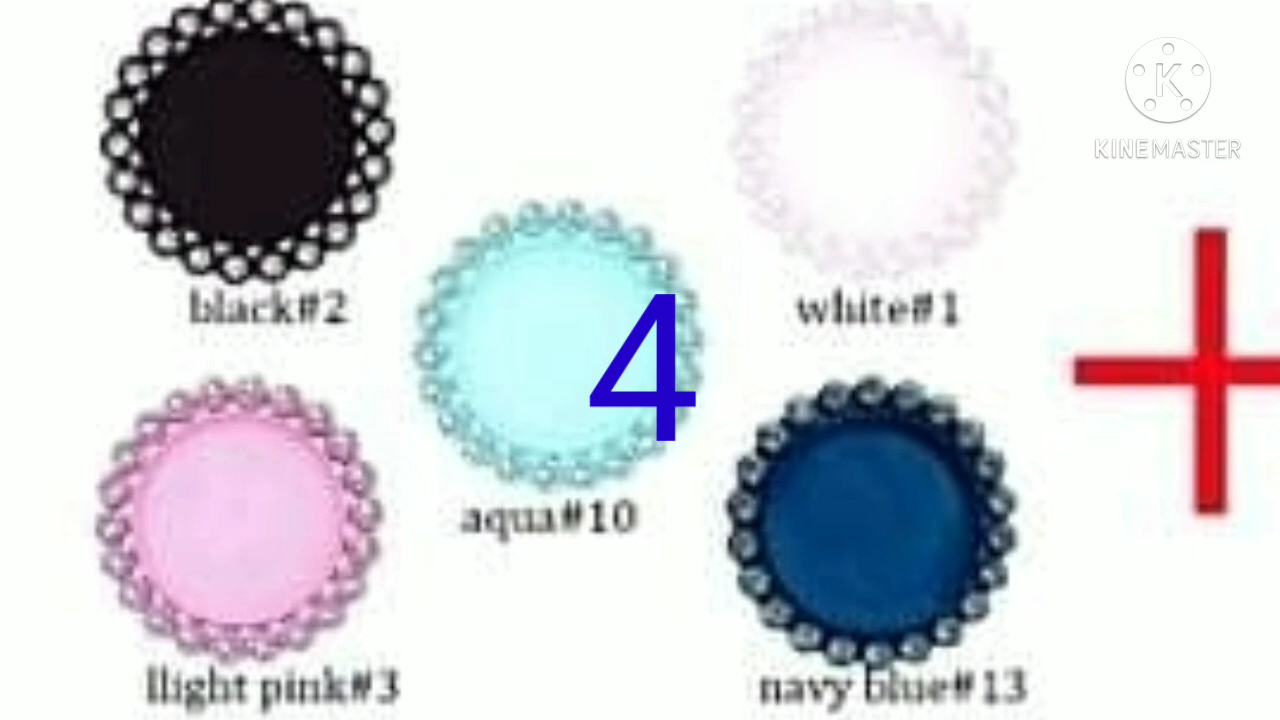 K
KINEMASTER
black#2
white#1
4
aqua#10
llight pink#3
navy blue#13